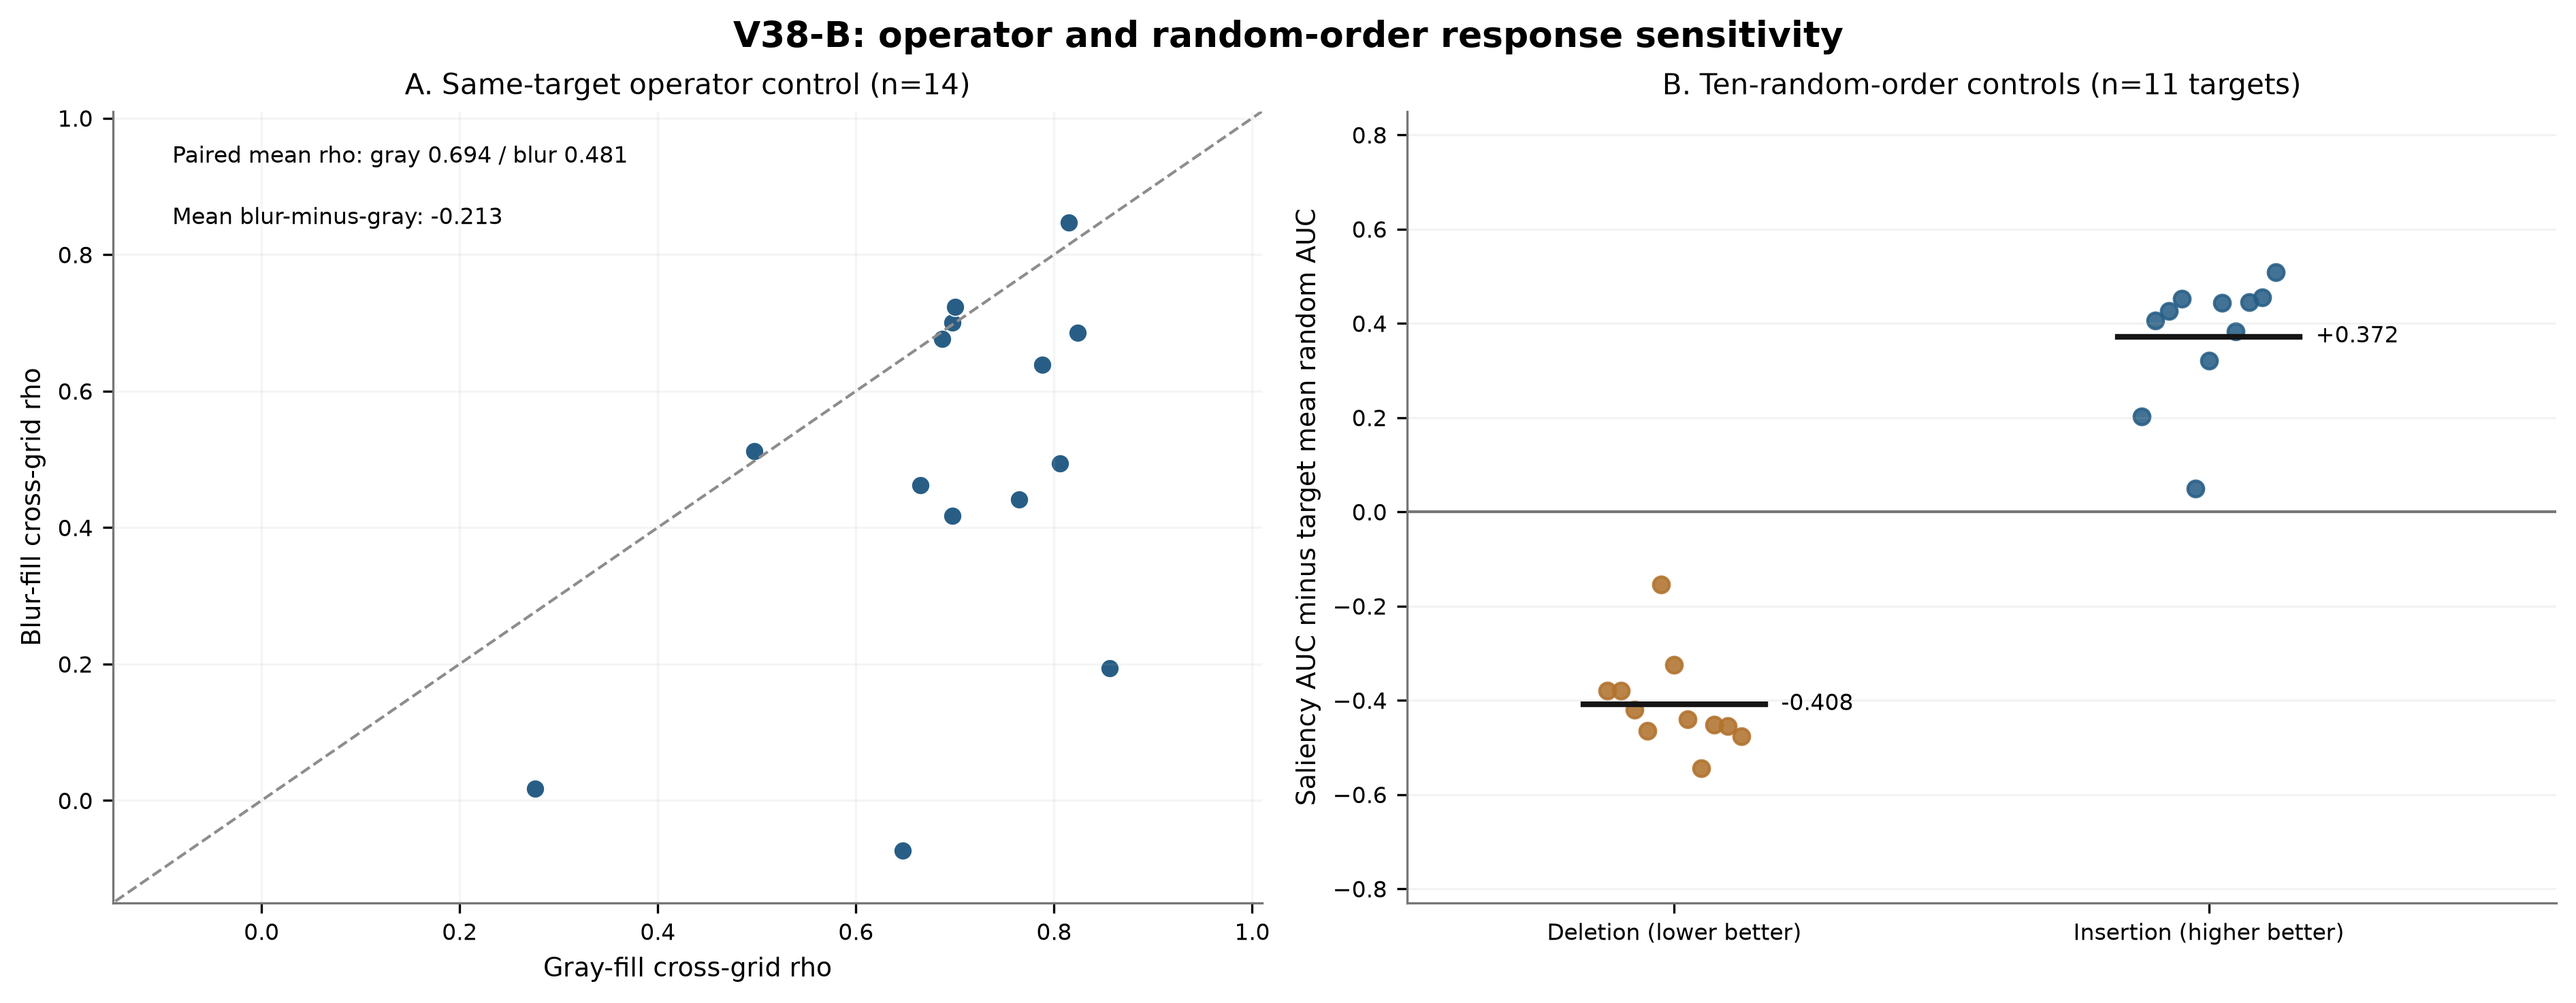 V38-B: operator and random-order response sensitivity
A. Same-target operator control (n=14)
Paired mean rho: gray 0.694 / blur 0.481
Mean blur-minus-gray: -0.213
Blur-fill cross-grid rho
1.0
0.8
0.6
0.4
0.2
0.0
0.0
0.2
0.4
0.6
0.8
1.0
Gray-fill cross-grid rho
B. Ten-random-order controls (n=11 targets)
Saliency AUC minus target mean random AUC
0.8
0.6
0.4
0.2
0.0
−0.2
−0.4
−0.6
−0.8
+0.372
-0.408
Deletion (lower better)
Insertion (higher better)